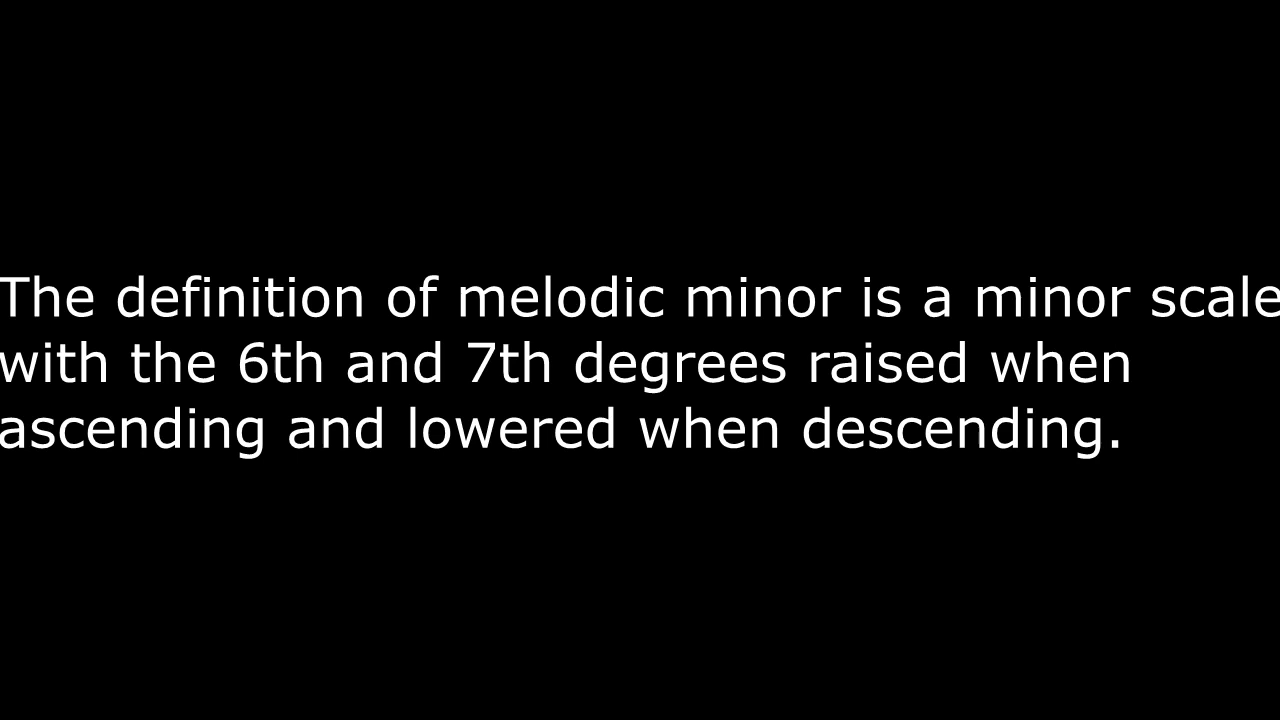 The definition of melodic minor is a minor scale
with the 6th and 7th degrees raised when
ascending and lowered when descending.